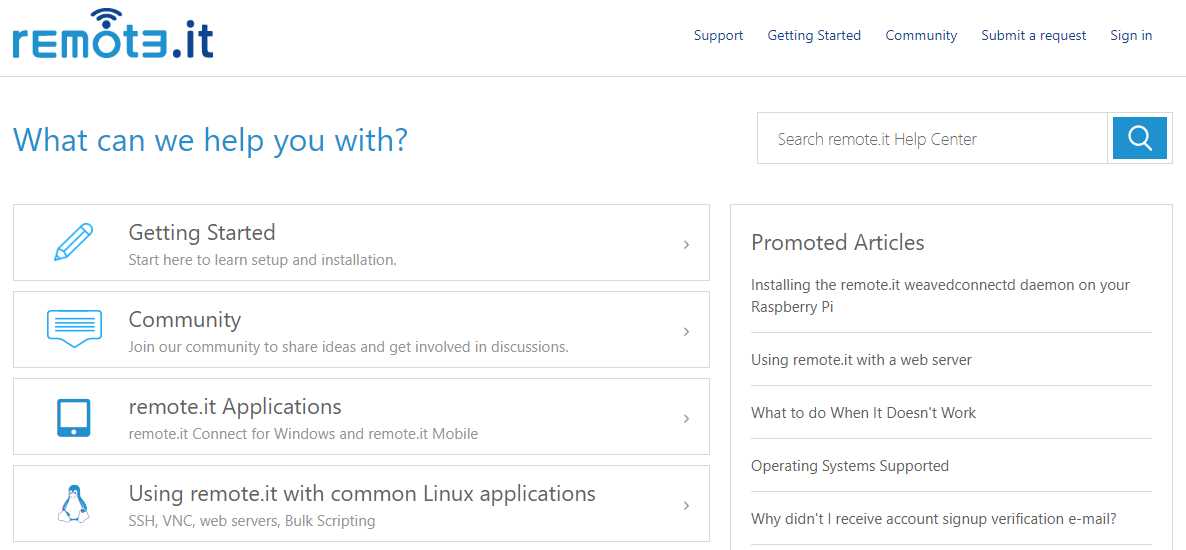 remote.it
Support Getting Started Community Submit a request Sign in
What can we help you with?
Search remote.it Help Center
Getting Started
Start here to learn setup and installation.
Community
Join our community to share ideas and get involved in discussions.
remote.it Applications
remote.it Connect for Windows and remote.it Mobile
Using remote.it with common Linux applications
SSH, VNC, web servers, Bulk Scripting
Promoted Articles
Installing the remote.it weavedconnectd daemon on your
Raspberry Pi
Using remote.it with a web server
What to do When It Doesn't Work
Operating Systems Supported
Why didn't I receive account signup verification e-mail?